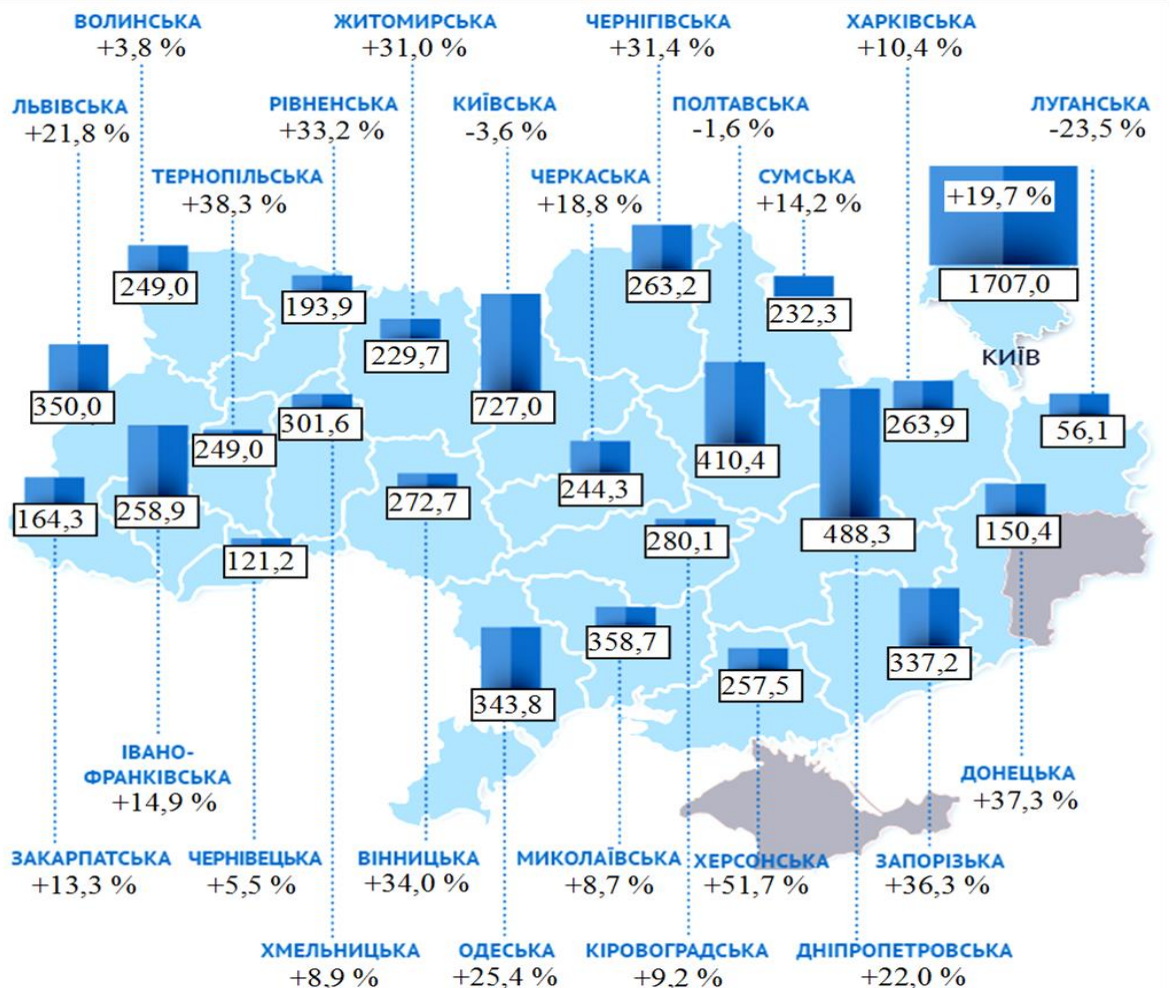 ВОЛИНСЬКА
+3,8 %
ЖИТОМИРСЬКА
+31,0 %
ЧЕРНІГІВСЬКА
+31,4 %
ХАРКІВСЬКА
+10,4 %
ЛЬВІВСЬКА
+21,8 %
РІВНЕНСЬКА
+33,2 %
КИЇВСЬКА
-3,6 %
ПОЛТАВСЬКА
-1,6 %
ЛУГАНСЬКА
-23,5 %
ТЕРНОПІЛЬСЬКА
+38,3 %
ЧЕРКАСЬКА
+18,8 %
СУМСЬКА
+14,2 %
+19,7 %
249,0
193,9
263,2
232,3
1707,0
229,7
КИЇВ
350,0
301,6
727,0
263,9
56,1
249,0
410,4
164,3
258,9
272,7
244,3
121,2
280,1
488,3
150,4
358,7
337,2
343,8
257,5
ІВАНО-
ФРАНКІВСЬКА
+14,9 %
ДОНЕЦЬКА
+37,3 %
ЗАКАРПАТСЬКА
+13,3 %
ЧЕРНІВЕЦЬКА
+5,5 %
ВІННИЦЬКА
+34,0 %
МИКОЛАЇВСЬКА
+8,7 %
ХЕРСОНСЬКА
+51,7 %
ЗАПОРІЗЬКА
+36,3 %
ХМЕЛЬНИЦЬКА
+8,9 %
ОДЕСЬКА
+25,4 %
КІРОВОГРАДСЬКА
+9,2 %
ДНІПРОПЕТРОВСЬКА
+22,0 %